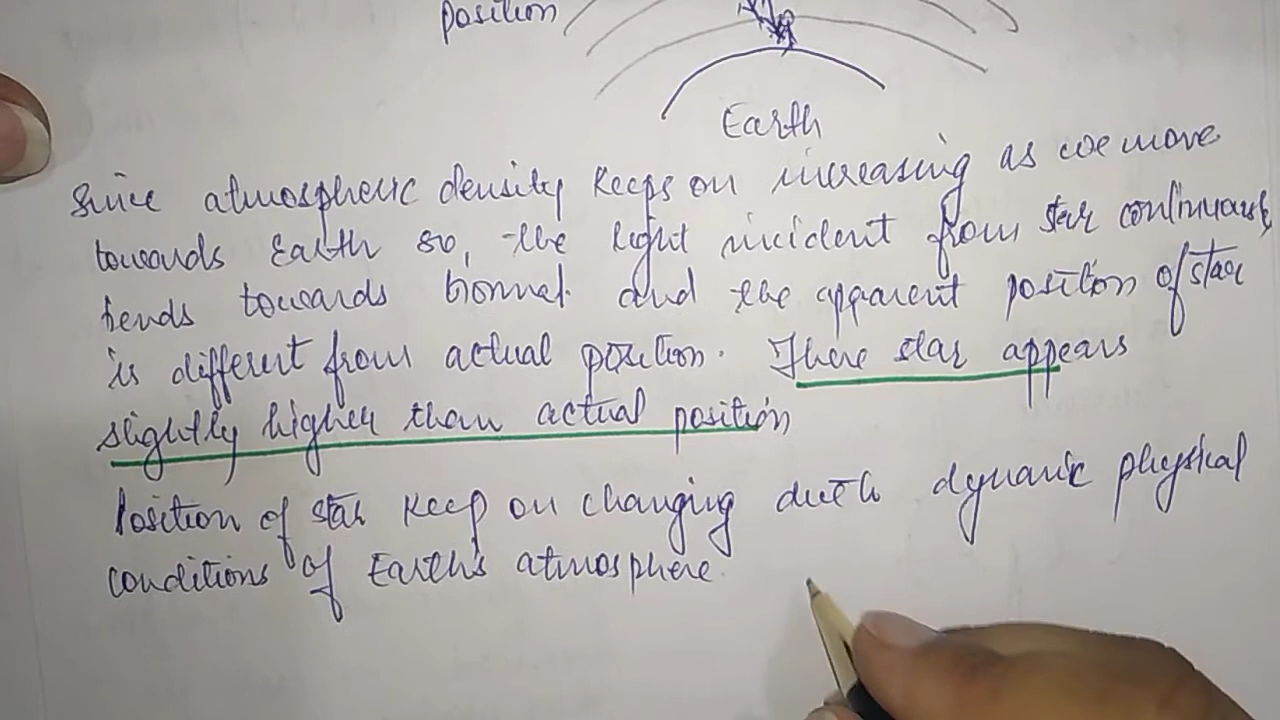 position
Earth
Since atmospheric density keeps on increasing as we move
towards Earth so, the light incident from star continuously
bends towards normal and the apparent position of star
is different from actual position. There star appears
slightly higher than actual position
Position of star keep on changing due to dynamic physical
conditions of Earth's atmosphere.